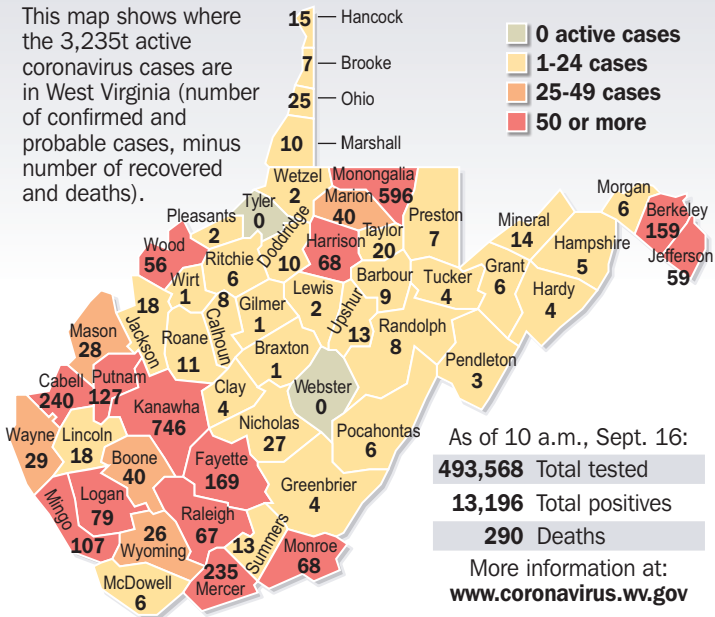 This map shows where
the 3,235t active
coronavirus cases are
in West Virginia (number
of confirmed and
probable cases, minus
number of recovered
and deaths).
0 active cases
1-24 cases
25-49 cases
50 or more
15 Hancock
7 Brooke
25 Ohio
10 Marshall
Wetzel
2
Monongalia
596
Marion
40
Tyler
0
Pleasants
2
Doddridge
10
Harrison
68
Taylor
20
Preston
7
Morgan
6
Berkeley
159
Jefferson
59
Mineral
14
Hampshire
5
Grant
6
Hardy
4
Wood
56
Ritchie
6
Wirt
1
Barbour
9
Tucker
4
Lewis
2
Upshur
13
Randolph
8
Gilmer
1
Calhoun
8
Jackson
18
Roane
11
Braxton
1
Pendleton
3
Mason
28
Putnam
127
Cabell
240
Kanawha
746
Clay
4
Webster
0
Nicholas
27
Pocahontas
6
Wayne
29
Lincoln
18
Boone
40
Fayette
169
Greenbrier
4
Mingo
107
Logan
79
Raleigh
67
Summers
13
Monroe
68
26
Wyoming
235
Mercer
McDowell
6
As of 10 a.m., Sept. 16:
493,568 Total tested
13,196 Total positives
290 Deaths
More information at:
www.coronavirus.wv.gov